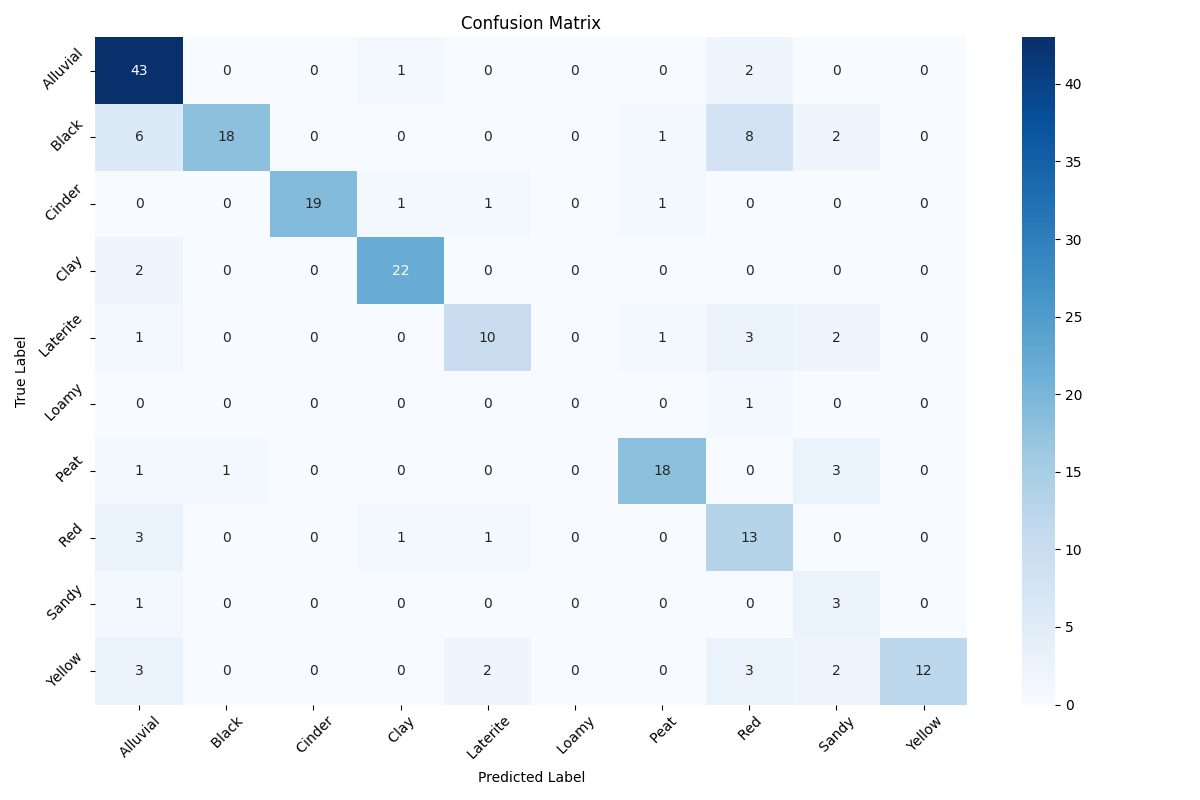 Confusion Matrix
True Label
Alluvial 43 0 0 1 0 0 0 2 0 0
Black 6 18 0 0 0 0 1 8 2 0
Cinder 0 0 19 1 1 0 1 0 0 0
Clay 2 0 0 22 0 0 0 0 0 0
Laterite 1 0 0 0 10 0 1 3 2 0
Loamy 0 0 0 0 0 0 0 1 0 0
Peat 1 1 0 0 0 0 18 0 3 0
Red 3 0 0 1 1 0 0 13 0 0
Sandy 1 0 0 0 0 0 0 0 3 0
Yellow 3 0 0 0 2 0 0 3 2 12
Alluvial Black Cinder Clay Laterite Loamy Peat Red Sandy Yellow
Predicted Label
40
35
30
25
20
15
10
5
0